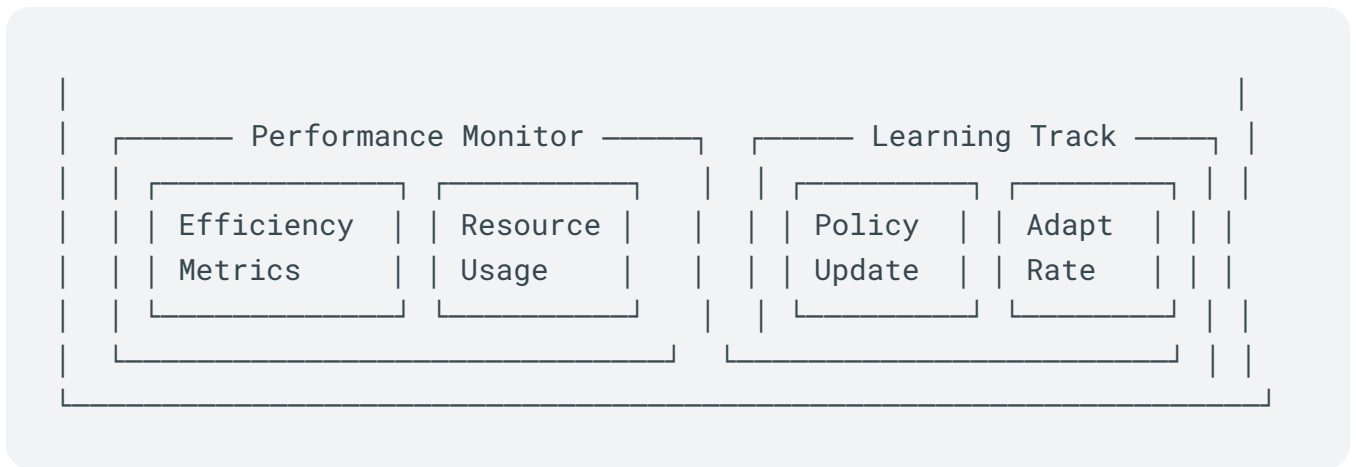 Performance Monitor Learning Track
Efficiency Resource Policy Adapt
Metrics Usage Update Rate